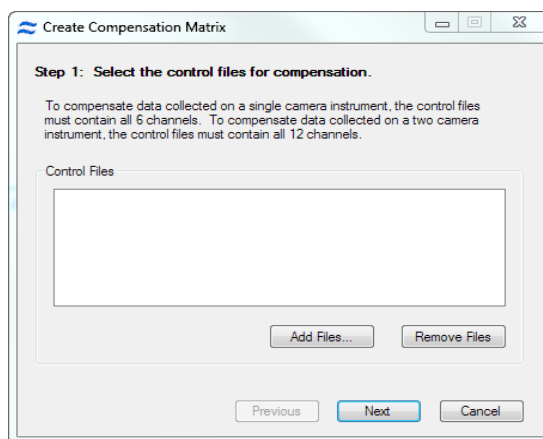 Create Compensation Matrix
Step 1: Select the control files for compensation.
To compensate data collected on a single camera instrument, the control files
must contain all 6 channels. To compensate data collected on a two camera
instrument, the control files must contain all 12 channels.
Control Files
Add Files... Remove Files
Previous Next Cancel